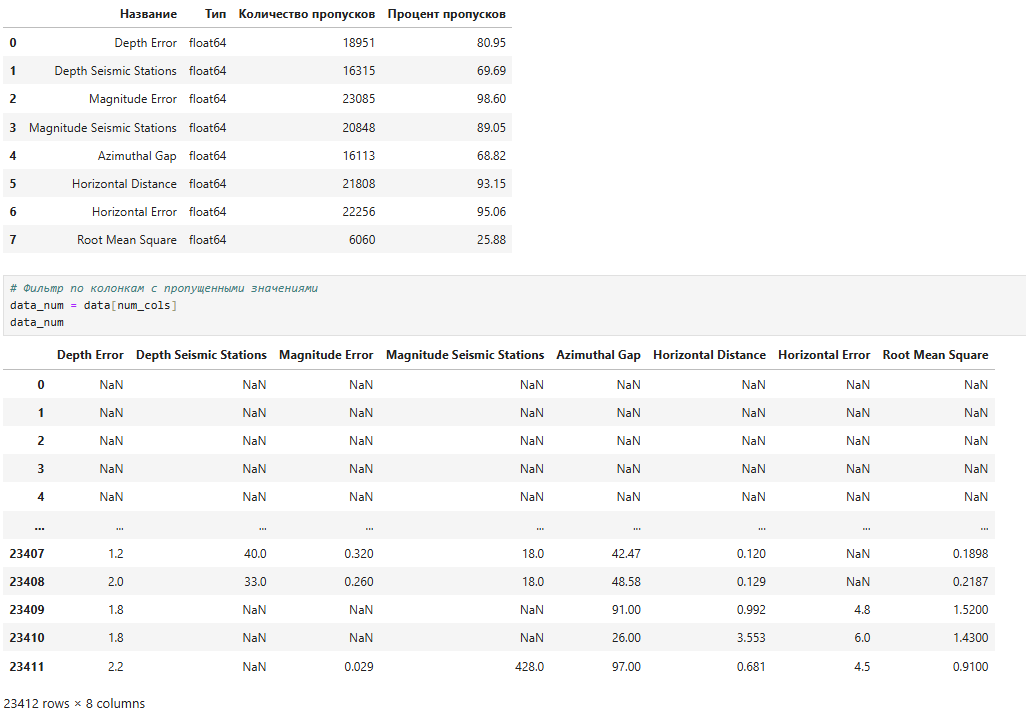 Название Тип Количество пропусков Процент пропусков
0 Depth Error float64 18951 80.95
1 Depth Seismic Stations float64 16315 69.69
2 Magnitude Error float64 23085 98.60
3 Magnitude Seismic Stations float64 20848 89.05
4 Azimuthal Gap float64 16113 68.82
5 Horizontal Distance float64 21808 93.15
6 Horizontal Error float64 22256 95.06
7 Root Mean Square float64 6060 25.88
# Фильтр по колонкам с пропущенными значениями
data_num = data[num_cols]
data_num
Depth Error Depth Seismic Stations Magnitude Error Magnitude Seismic Stations Azimuthal Gap Horizontal Distance Horizontal Error Root Mean Square
0 NaN NaN NaN NaN NaN NaN NaN NaN
1 NaN NaN NaN NaN NaN NaN NaN NaN
2 NaN NaN NaN NaN NaN NaN NaN NaN
3 NaN NaN NaN NaN NaN NaN NaN NaN
4 NaN NaN NaN NaN NaN NaN NaN NaN
... ... ... ... ... ... ... ... ...
23407 1.2 40.0 0.320 18.0 42.47 0.120 NaN 0.1898
23408 2.0 33.0 0.260 18.0 48.58 0.129 NaN 0.2187
23409 1.8 NaN NaN NaN 91.00 0.992 4.8 1.5200
23410 1.8 NaN NaN NaN 26.00 3.553 6.0 1.4300
23411 2.2 NaN 0.029 428.0 97.00 0.681 4.5 0.9100
23412 rows × 8 columns